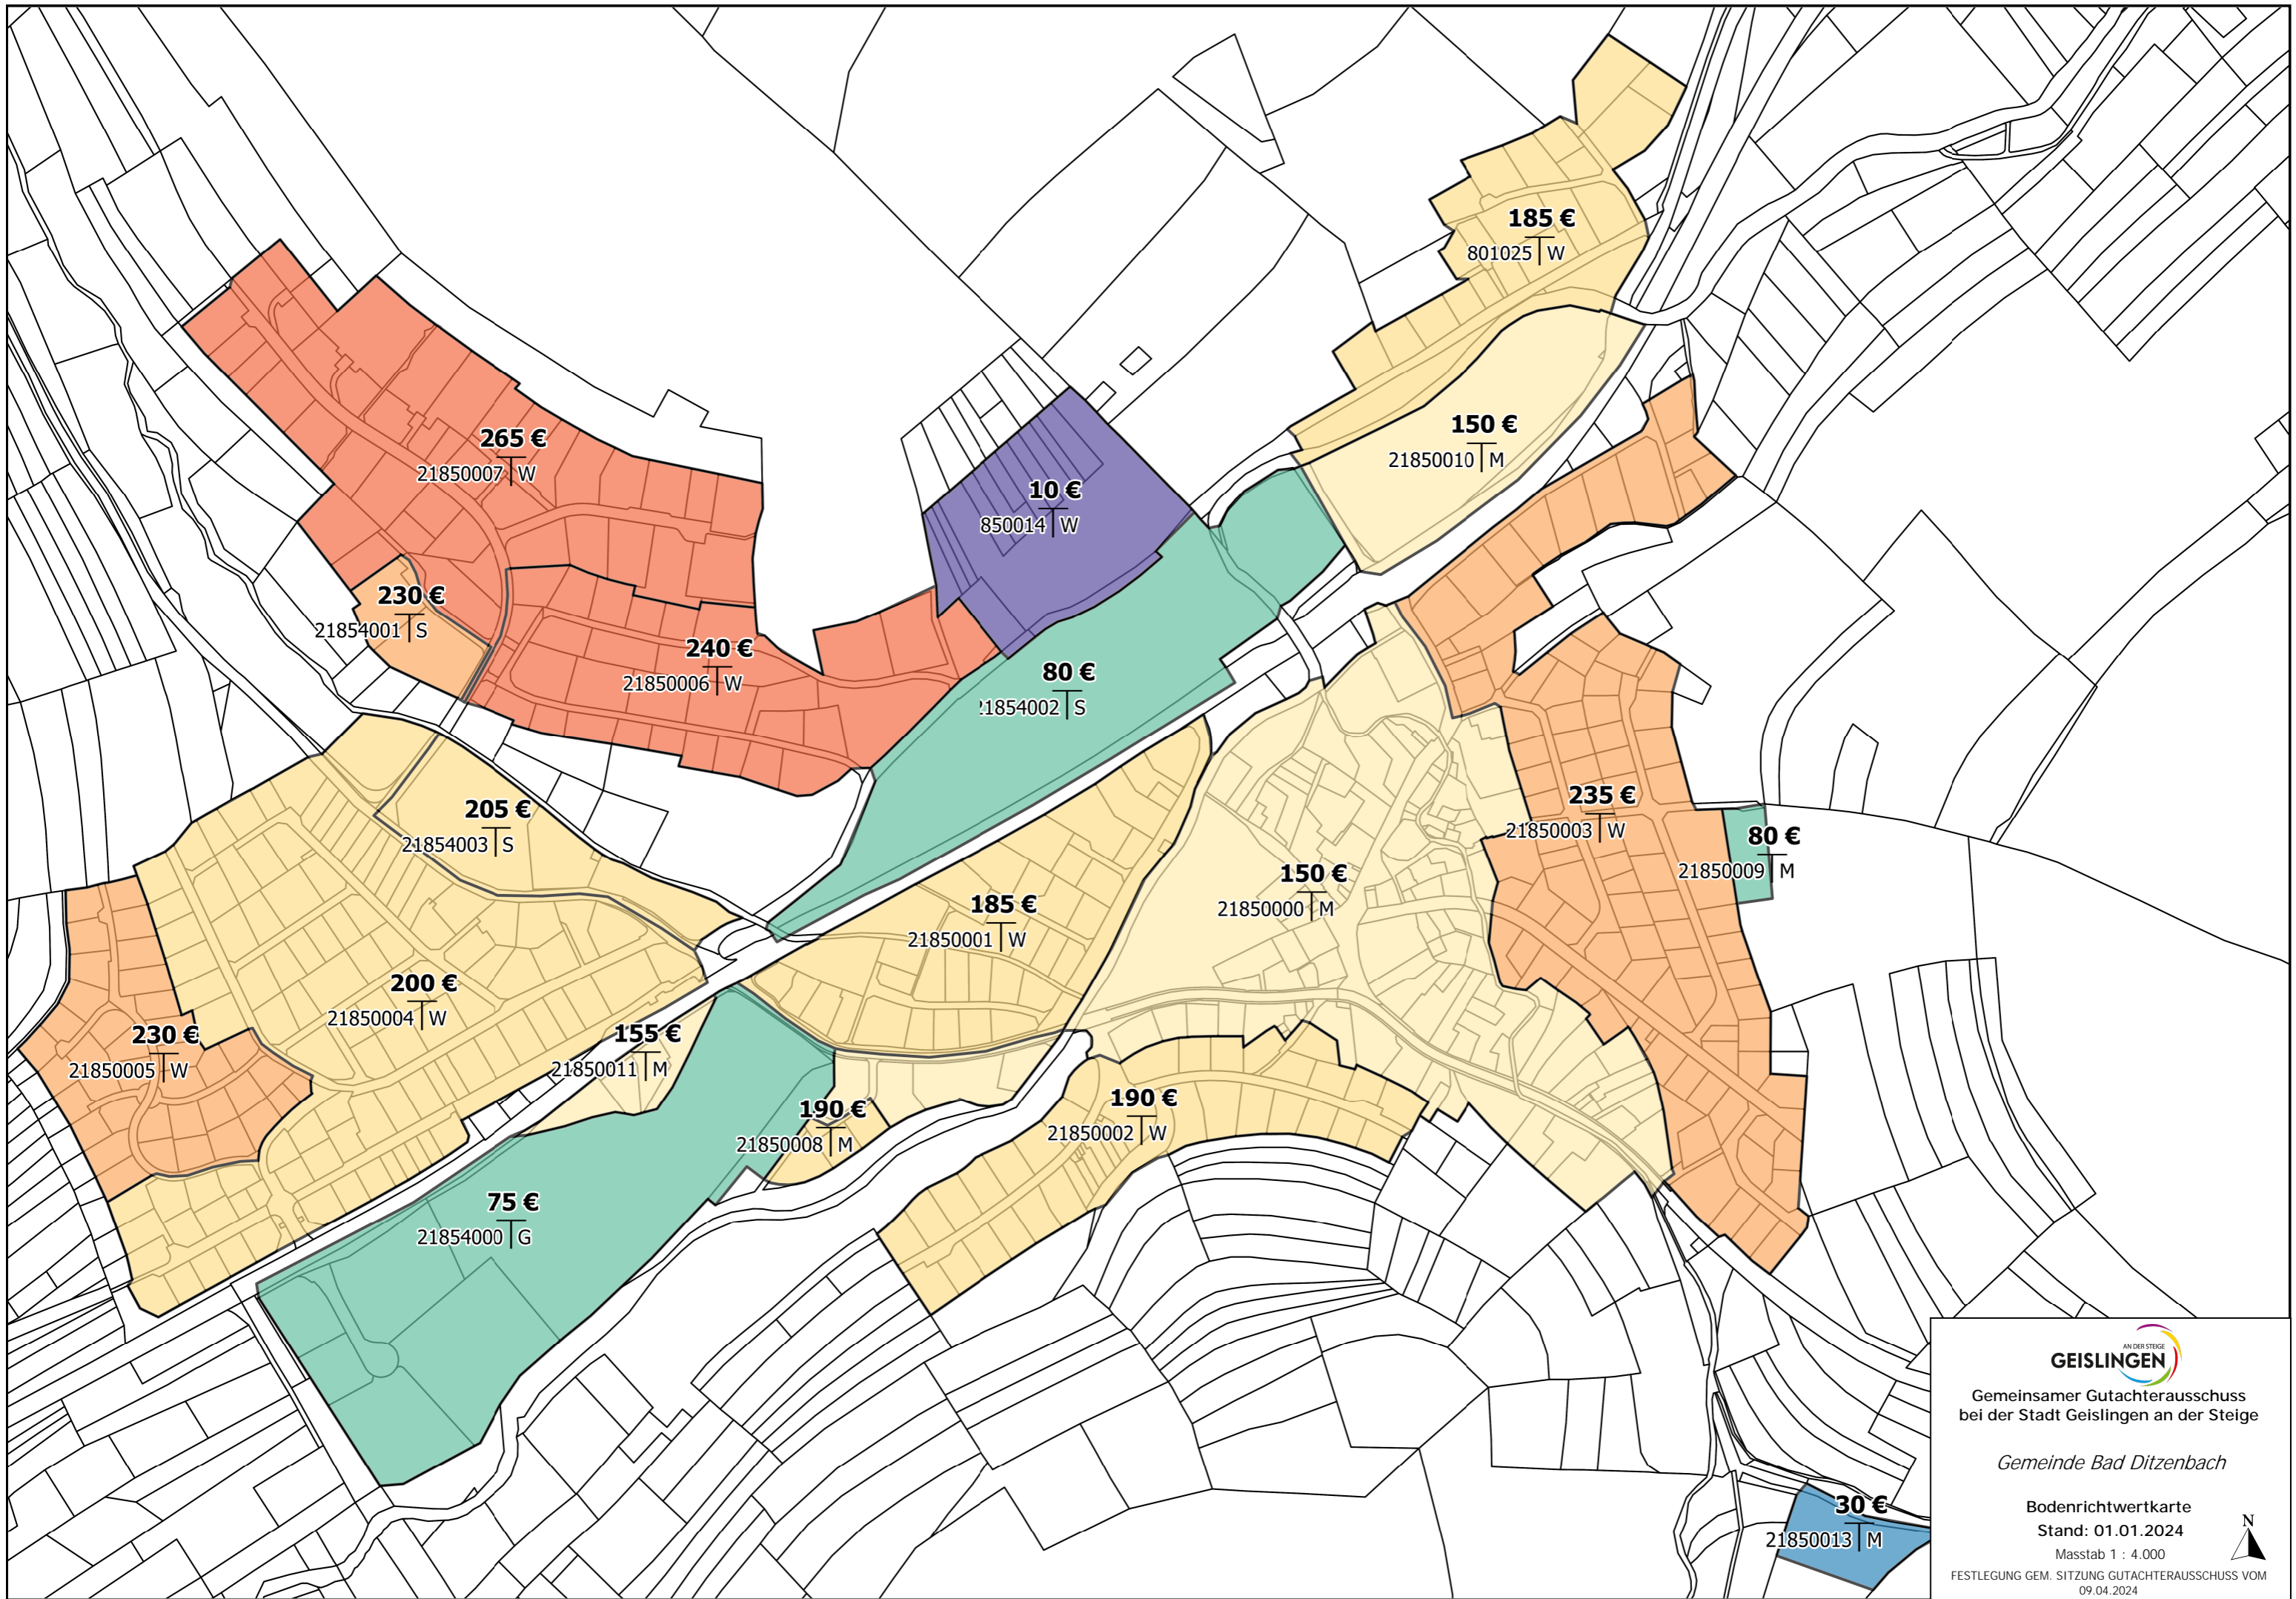 185 €
801025 W
150 €
21850010 M
265 €
21850007 W
10 €
850014 W
230 €
21854001 S
240 €
21850006 W
80 €
21854002 S
235 €
21850003 W
80 €
21850009 M
205 €
21854003 S
150 €
21850000 M
185 €
21850001 W
200 €
21850004 W
230 €
21850005 W
155 €
21850011 M
190 €
21850008 M
190 €
21850002 W
75 €
21854000 G
30 €
21850013 M
AN DER STEIGE
GEISLINGEN
Gemeinsamer Gutachterausschuss
bei der Stadt Geislingen an der Steige
Gemeinde Bad Ditzenbach
Bodenrichtwertkarte
Stand: 01.01.2024
Masstab 1 : 4.000
N
FESTLEGUNG GEM. SITZUNG GUTACHTERAUSSCHUSS VOM
09.04.2024